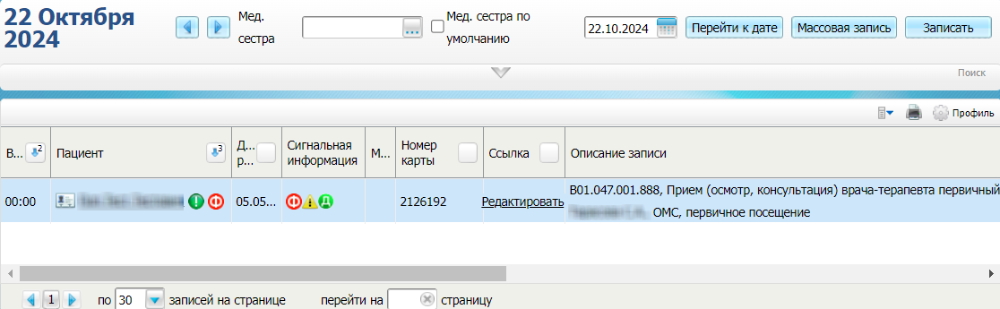 22 Октября
2024
Мед.
сестра
...
Мед. сестра по
умолчанию
22.10.2024
Перейти к дате
Массовая запись
Записать
Поиск
Профиль
В... 2
Пациент 3
Д...
р...
Сигнальная
информация
М...
Номер
карты
Ссылка
Описание записи
00:00
!
Ф
05.05...
Ф
!
Д
2126192
Редактировать
B01.047.001.888, Прием (осмотр, консультация) врача-терапевта первичный
ОМС, первичное посещение
1
по 30 записей на странице
перейти на страницу